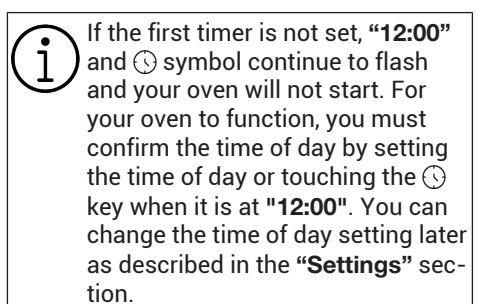 If the first timer is not set, “12:00”
and 🕓 symbol continue to flash
and your oven will not start. For
your oven to function, you must
confirm the time of day by setting
the time of day or touching the 🕓
key when it is at "12:00". You can
change the time of day setting later
as described in the “Settings” sec-
tion.